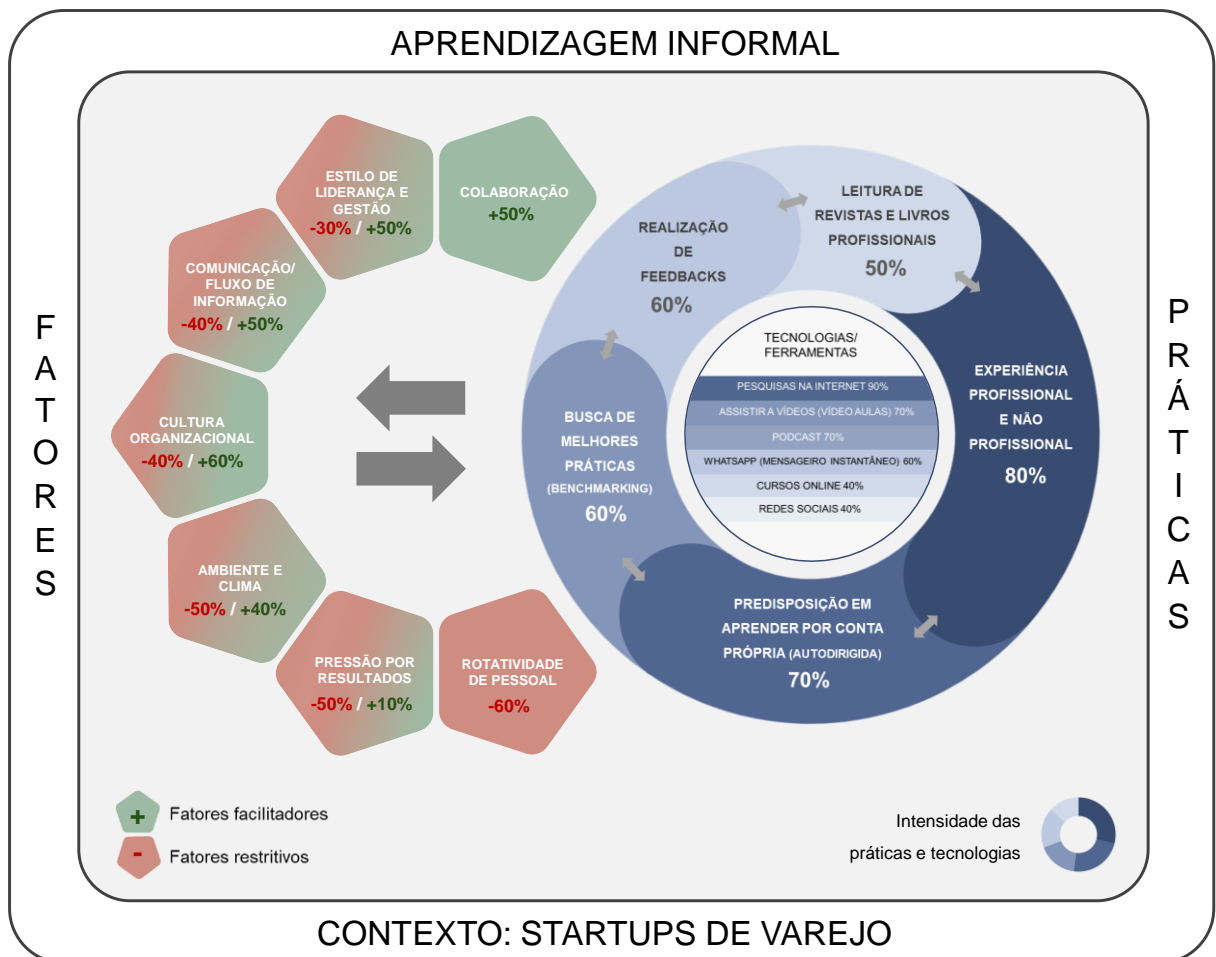 APRENDIZAGEM INFORMAL
FATORES
ESTILO DE
LIDERANÇA E
GESTÃO
-30% / +50%
COLABORAÇÃO
+50%
COMUNICAÇÃO/
FLUXO DE
INFORMAÇÃO
-40% / +50%
CULTURA
ORGANIZACIONAL
-40% / +60%
AMBIENTE E
CLIMA
-50% / +40%
PRESSÃO POR
RESULTADOS
-50% / +10%
ROTATIVIDADE
DE PESSOAL
-60%
+
Fatores facilitadores
-
Fatores restritivos
REALIZAÇÃO
DE
FEEDBACKS
60%
LEITURA DE
REVISTAS E LIVROS
PROFISSIONAIS
50%
EXPERIÊNCIA
PROFISSIONAL
E NÃO
PROFISSIONAL
80%
PREDISPOSIÇÃO EM
APRENDER POR CONTA
PRÓPRIA (AUTODIRIGIDA)
70%
BUSCA DE
MELHORES
PRÁTICAS
(BENCHMARKING)
60%
TECNOLOGIAS/
FERRAMENTAS
PESQUISAS NA INTERNET 90%
ASSISTIR A VÍDEOS (VÍDEO AULAS) 70%
PODCAST 70%
WHATSAPP (MENSAGEIRO INSTANTÂNEO) 60%
CURSOS ONLINE 40%
REDES SOCIAIS 40%
Intensidade das
práticas e tecnologias
PRÁTICAS
CONTEXTO: STARTUPS DE VAREJO